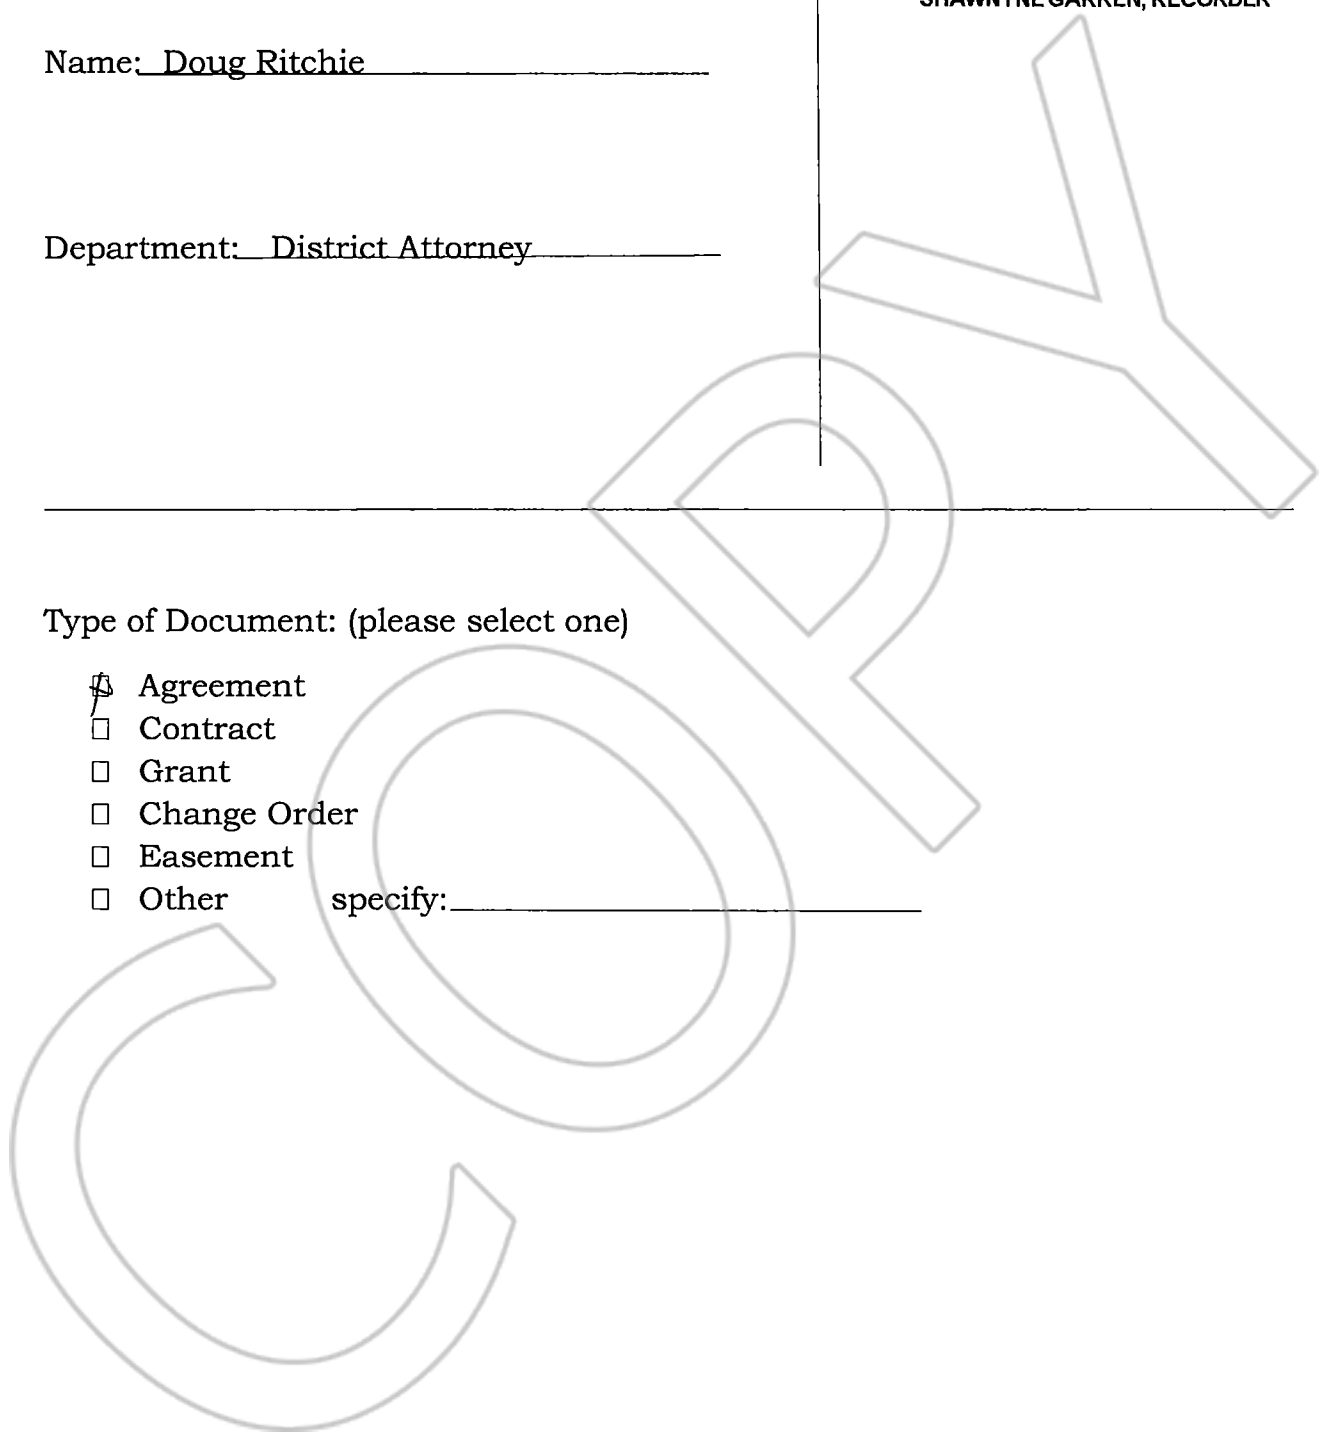 SHAWNYNE GARREN, RECORDER
Name: Doug Ritchie
Department: District Attorney
Type of Document: (please select one)
Agreement
Contract
Grant
Change Order
Easement
Other specify:
COPY